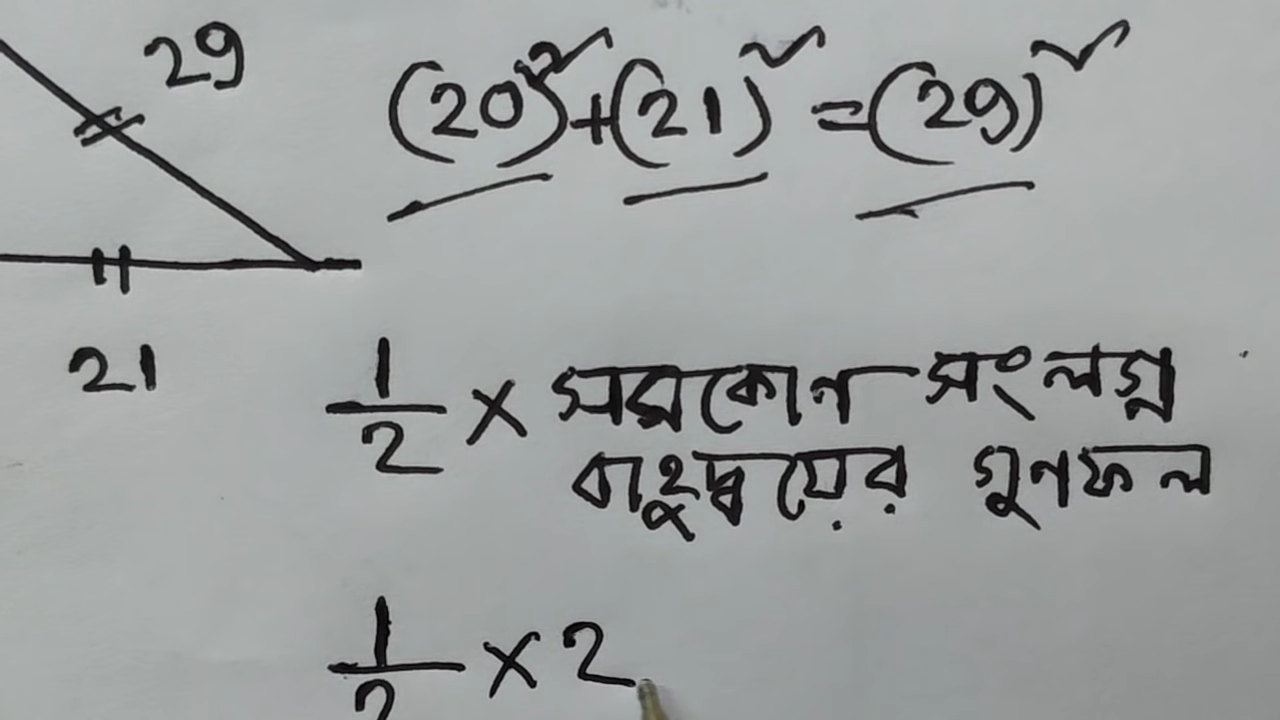 29
(20)² + (21)² = (29)²
21
1/2 × সমকোণ সংলগ্ন
বাহুদ্বয়ের গুণফল
1/2 × 2